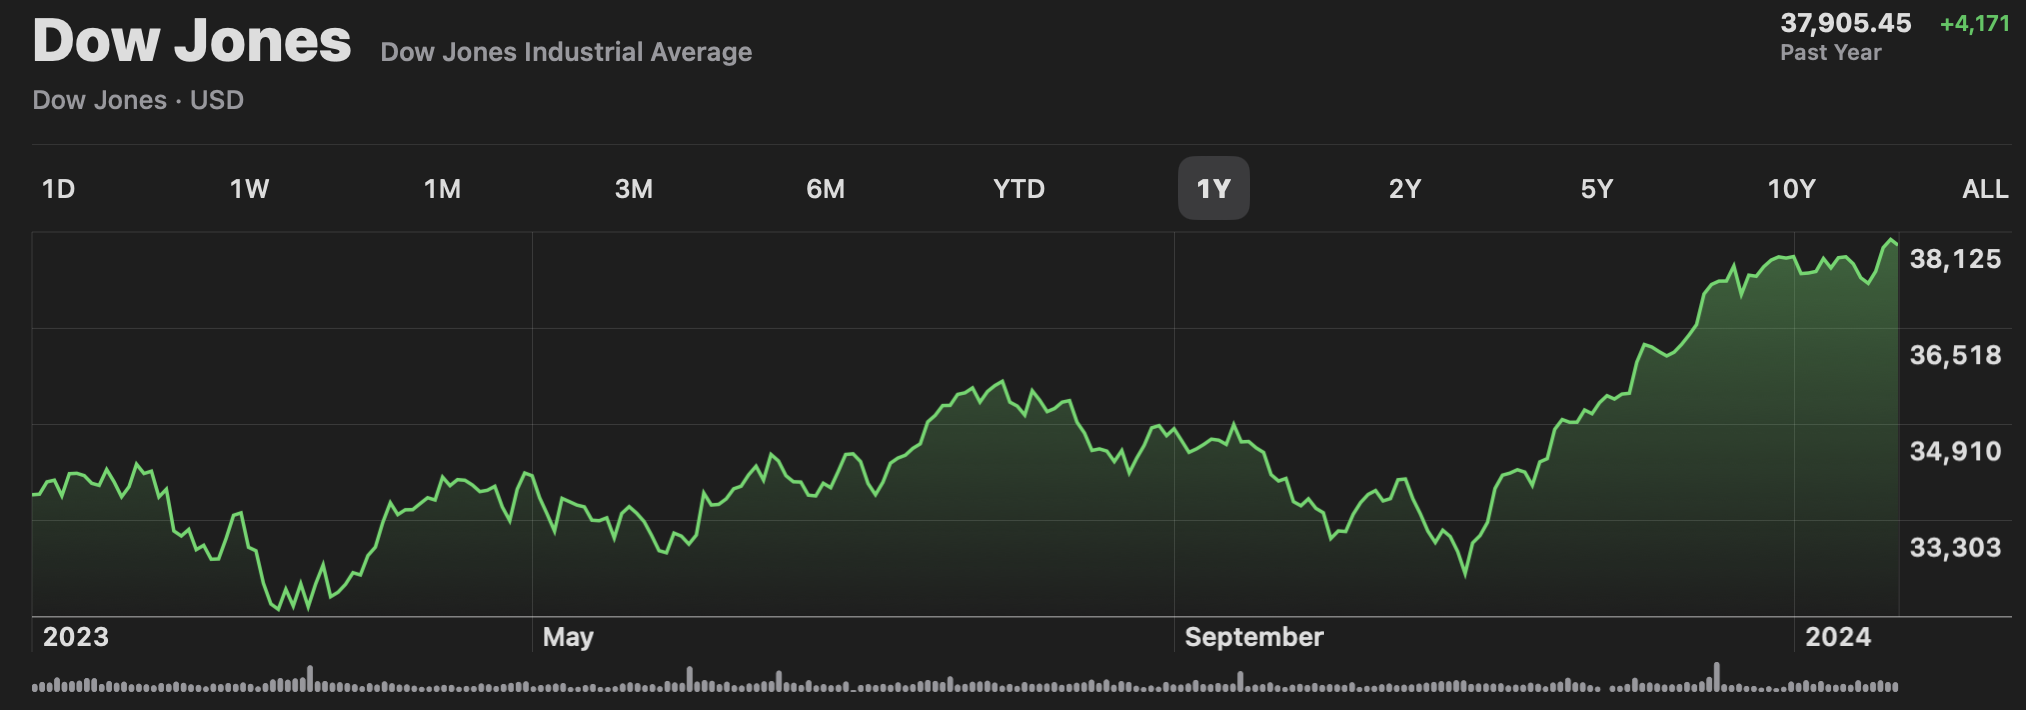 Dow Jones Dow Jones Industrial Average 37,905.45 +4,171
Past Year
Dow Jones · USD
1D 1W 1M 3M 6M YTD 1Y 2Y 5Y 10Y ALL
38,125
36,518
34,910
33,303
2023 May September 2024